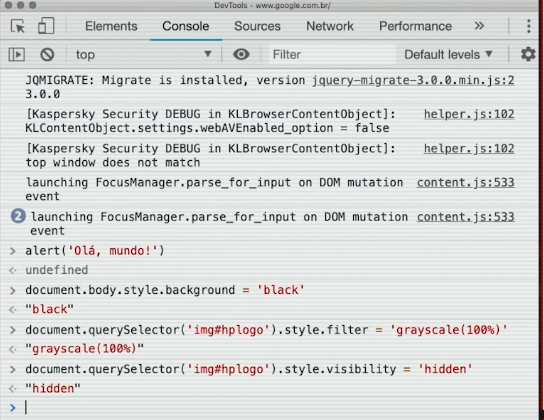 DevTools - www.google.com.br/
Elements Console Sources Network Performance »
top Filter Default levels
JQMIGRATE: Migrate is installed, version jquery-migrate-3.0.0.min.js:2
3.0.0
[Kaspersky Security DEBUG in KLBrowserContentObject]: helper.js:102
KLContentObject.settings.webAVEnabled_option = false
[Kaspersky Security DEBUG in KLBrowserContentObject]: helper.js:102
top window does not match
launching FocusManager.parse_for_input on DOM mutation content.js:533
event
2 launching FocusManager.parse_for_input on DOM mutation content.js:533
event
> alert('Olá, mundo!')
undefined
> document.body.style.background = 'black'
"black"
> document.querySelector('img#hplogo').style.filter = 'grayscale(100%)'
"grayscale(100%)"
> document.querySelector('img#hplogo').style.visibility = 'hidden'
"hidden"
>